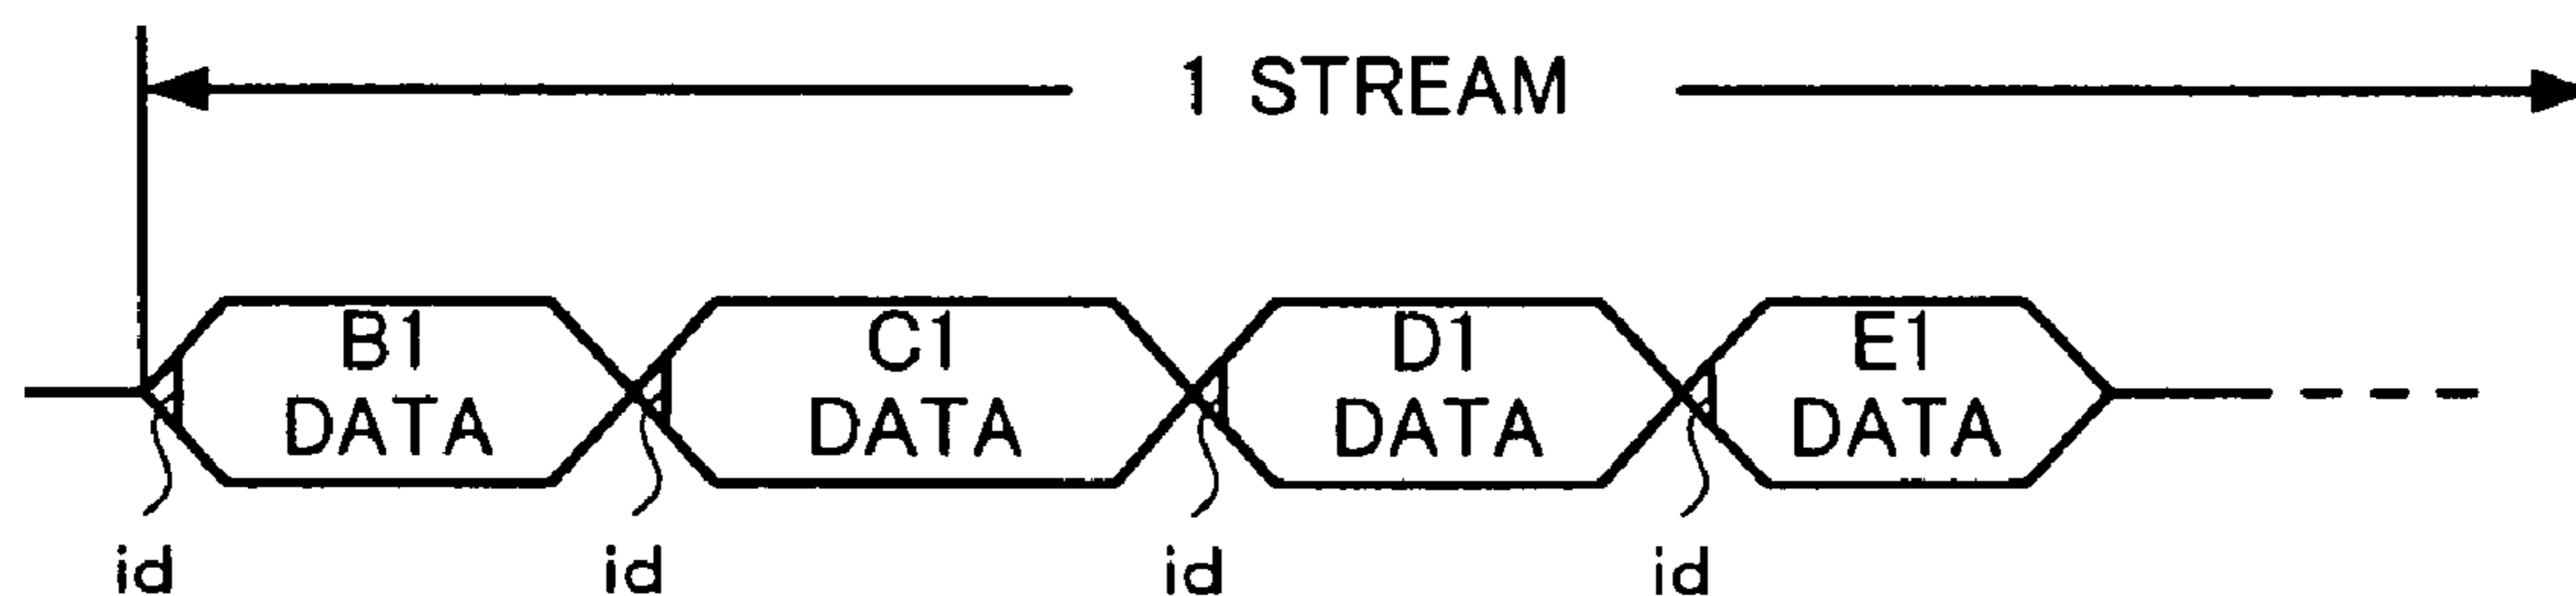 1 STREAM
B1 C1 D1 E1
DATA DATA DATA DATA
id id id id